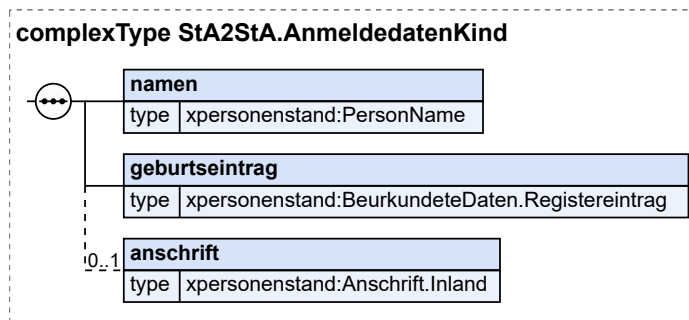 complexType StA2StA.AnmeldedatenKind
namen
type xpersonenstand:PersonName
geburtseintrag
type xpersonenstand:BeurkundeteDaten.Registereintrag
0..1 anschrift
type xpersonenstand:Anschrift.Inland